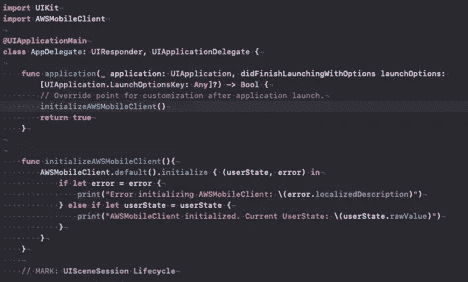 import UIKit
import AWSMobileClient
@UIApplicationMain
class AppDelegate: UIResponder, UIApplicationDelegate {
func application(_ application: UIApplication, didFinishLaunchingWithOptions launchOptions:
[UIApplication.LaunchOptionsKey: Any]?) -> Bool {
// Override point for customization after application launch.
initializeAWSMobileClient()
return true
}
func initializeAWSMobileClient(){
AWSMobileClient.default().initialize { (userState, error) in
if let error = error {
print("Error initializing AWSMobileClient: \(error.localizedDescription)")
} else if let userState = userState {
print("AWSMobileClient initialized. Current UserState: \(userState.rawValue)")
}
}
}
// MARK: UISceneSession Lifecycle